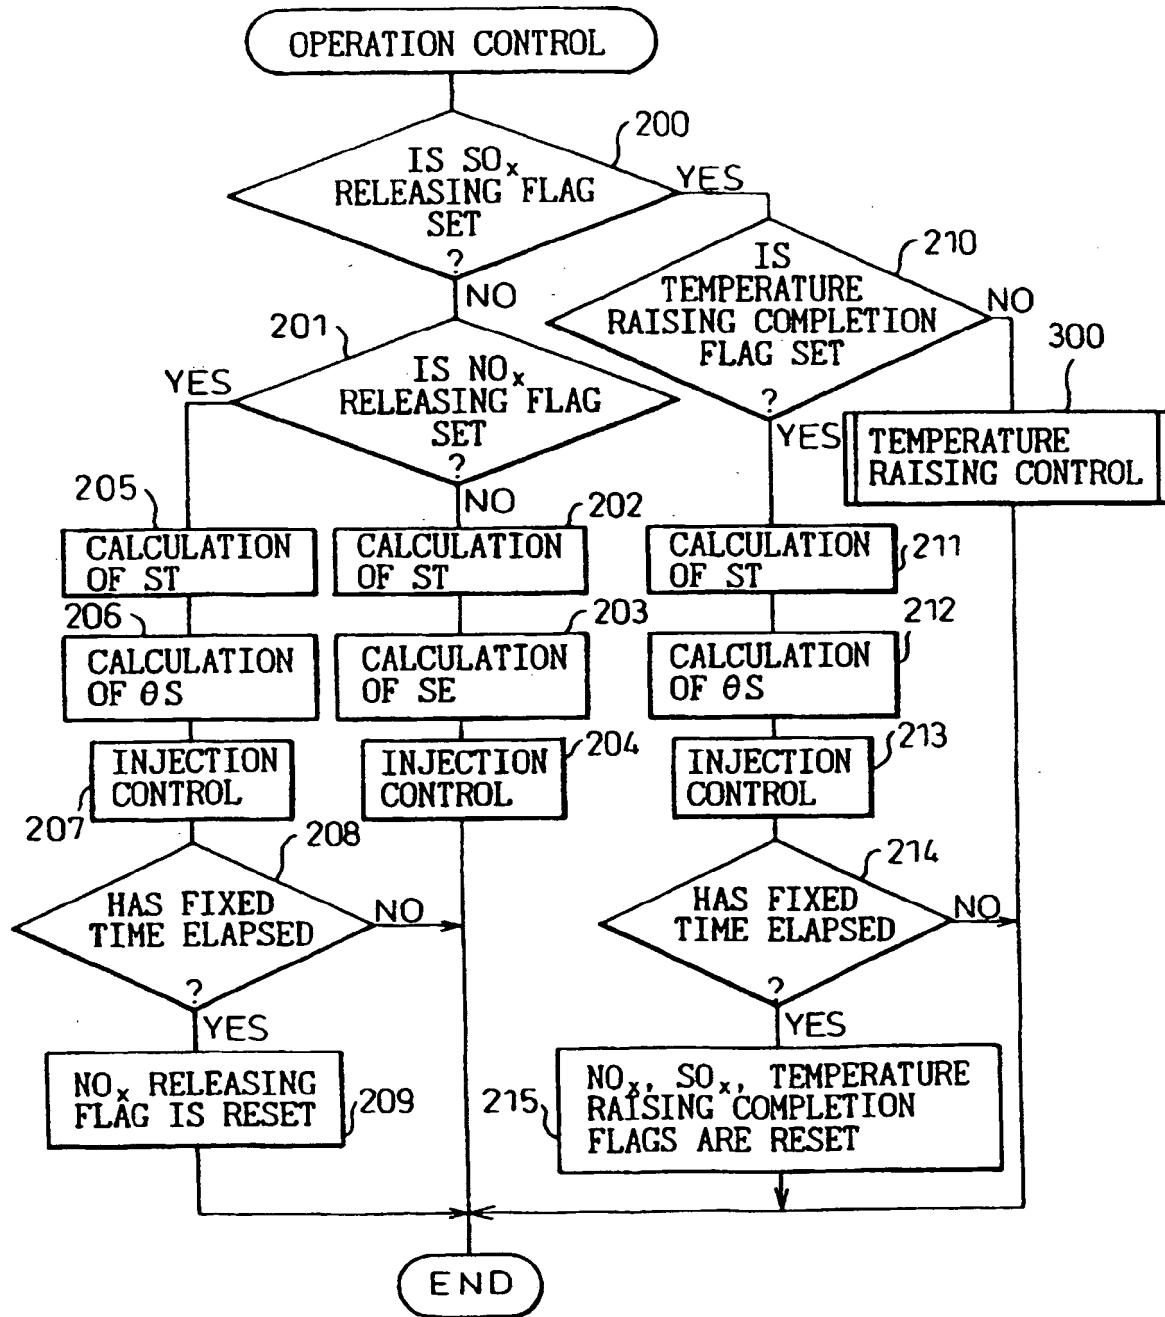 OPERATION CONTROL
200
IS SOₓ
RELEASING FLAG
SET
?
YES
NO
210
IS
TEMPERATURE
RAISING COMPLETION
FLAG SET
?
NO
YES
201
YES
IS NOₓ
RELEASING FLAG
SET
?
NO
300
TEMPERATURE
RAISING CONTROL
205
CALCULATION
OF ST
202
CALCULATION
OF ST
211
CALCULATION
OF ST
206
CALCULATION
OF θS
203
CALCULATION
OF SE
212
CALCULATION
OF θS
207
INJECTION
CONTROL
204
INJECTION
CONTROL
213
INJECTION
CONTROL
208
HAS FIXED
TIME ELAPSED
?
NO
YES
214
HAS FIXED
TIME ELAPSED
?
NO
YES
NOₓ RELEASING
FLAG IS RESET
209
215
NOₓ, SOₓ, TEMPERATURE
RAISING COMPLETION
FLAGS ARE RESET
END